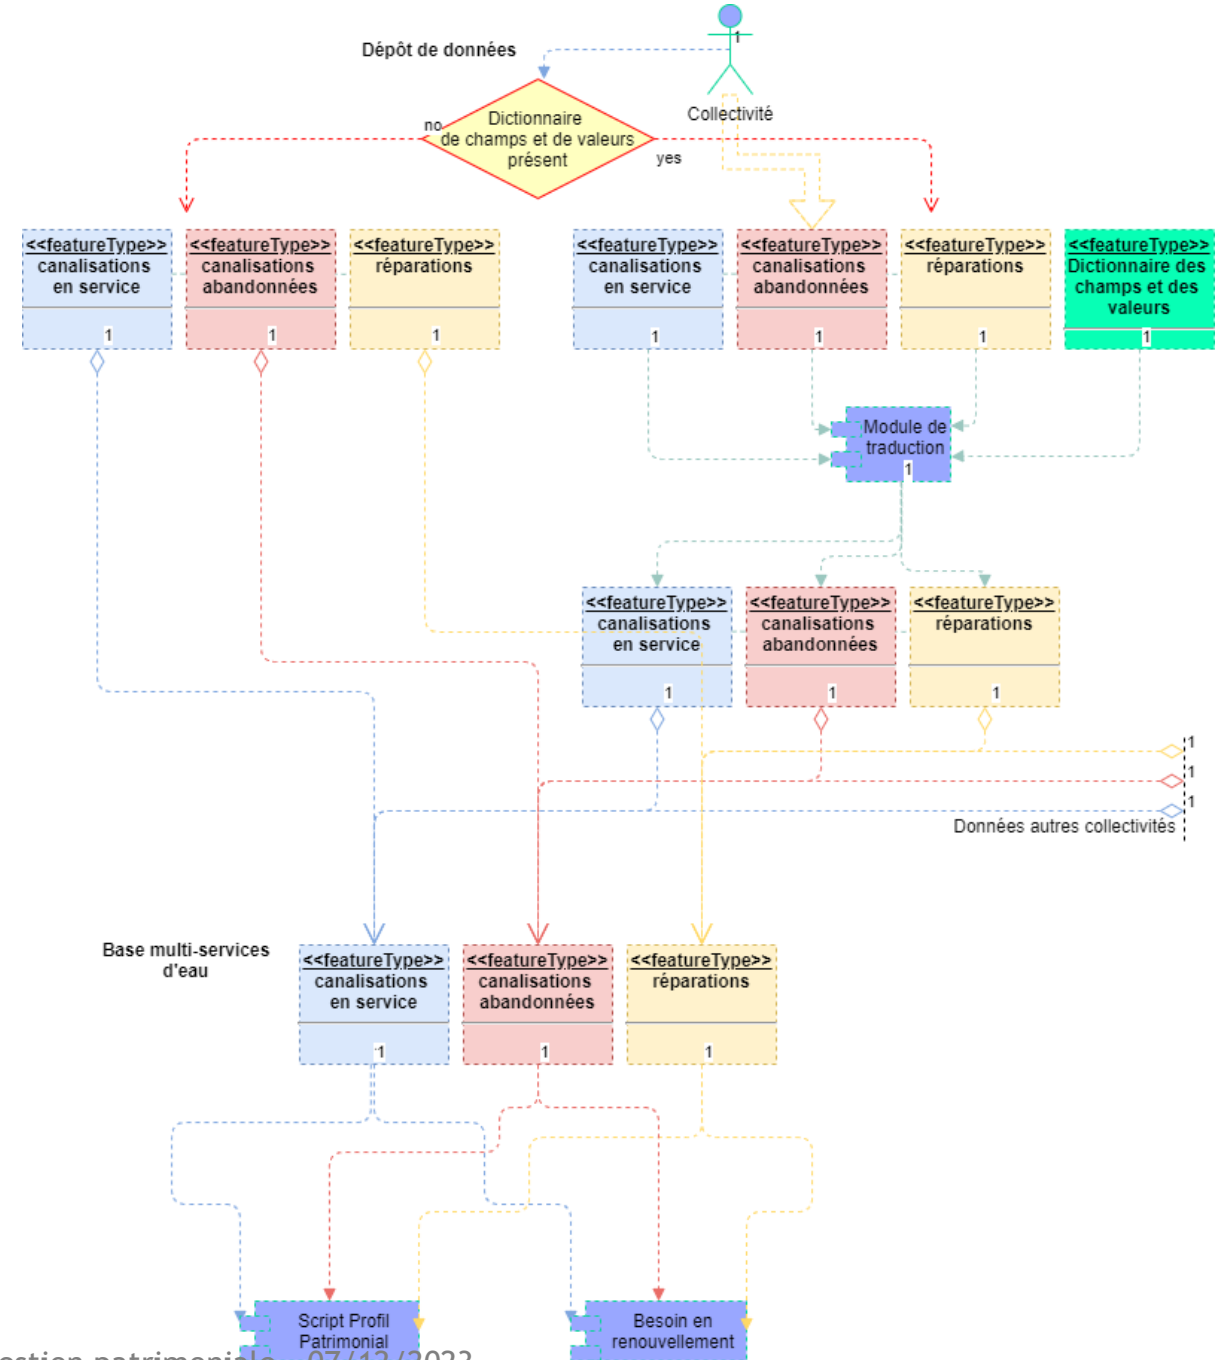 1
Dépôt de données
Collectivité
Dictionnaire
de champs et de valeurs
présent
no
yes
<<featureType>>
canalisations
en service
1
<<featureType>>
canalisations
abandonnées
1
<<featureType>>
réparations
1
<<featureType>>
canalisations
en service
1
<<featureType>>
canalisations
abandonnées
1
<<featureType>>
réparations
1
<<featureType>>
Dictionnaire des
champs et des
valeurs
1
Module de
traduction
1
<<featureType>>
canalisations
en service
1
<<featureType>>
canalisations
abandonnées
1
<<featureType>>
réparations
1
1
1
1
Données autres collectivités
Base multi-services
d'eau
<<featureType>>
canalisations
en service
1
<<featureType>>
canalisations
abandonnées
1
<<featureType>>
réparations
1
Script Profil
Patrimonial
Besoin en
renouvellement